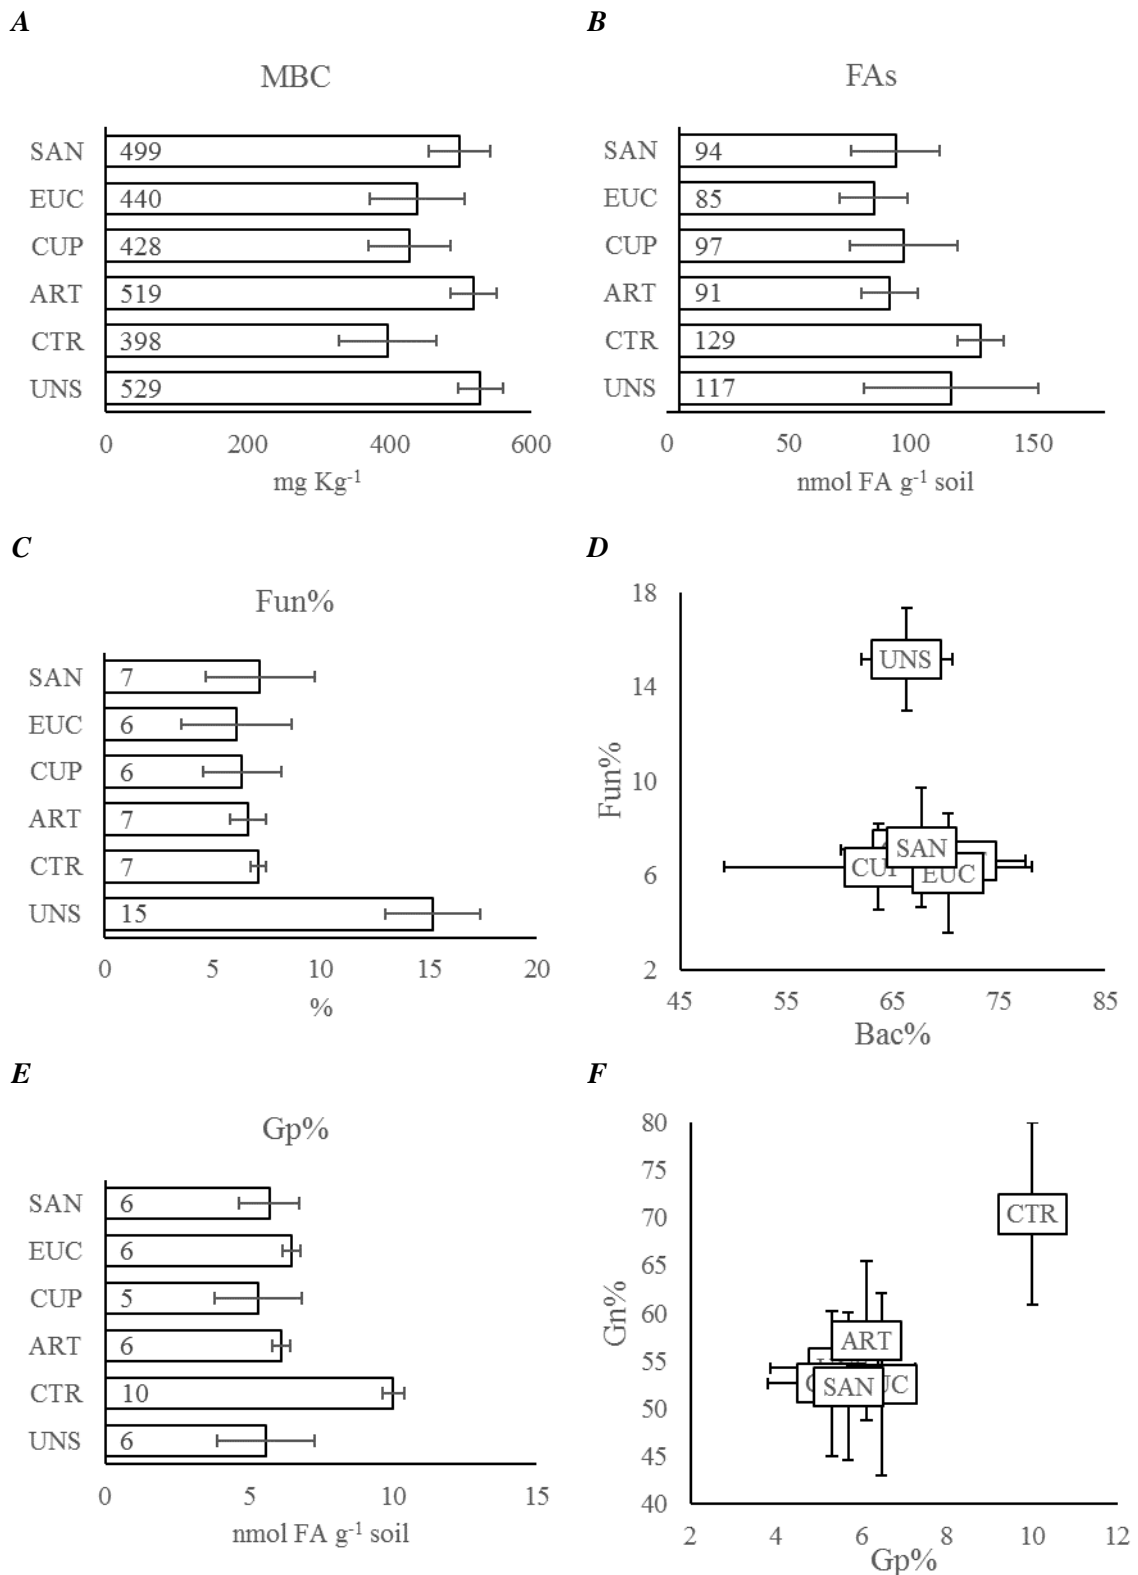 A
MBC
SAN 499
EUC 440
CUP 428
ART 519
CTR 398
UNS 529
0 200 400 600
mg Kg-1
B
FAs
SAN 94
EUC 85
CUP 97
ART 91
CTR 129
UNS 117
0 50 100 150
nmol FA g-1 soil
C
Fun%
SAN 7
EUC 6
CUP 6
ART 7
CTR 7
UNS 15
0 5 10 15 20
%
D
18
14
10
6
2
Fun%
UNS
SAN
CUP
EUC
45 55 65 75 85
Bac%
E
Gp%
SAN 6
EUC 6
CUP 5
ART 6
CTR 10
UNS 6
0 5 10 15
nmol FA g-1 soil
F
80
75
70
65
60
55
50
45
40
Gn%
CTR
ART
SAN
2 4 6 8 10 12
Gp%